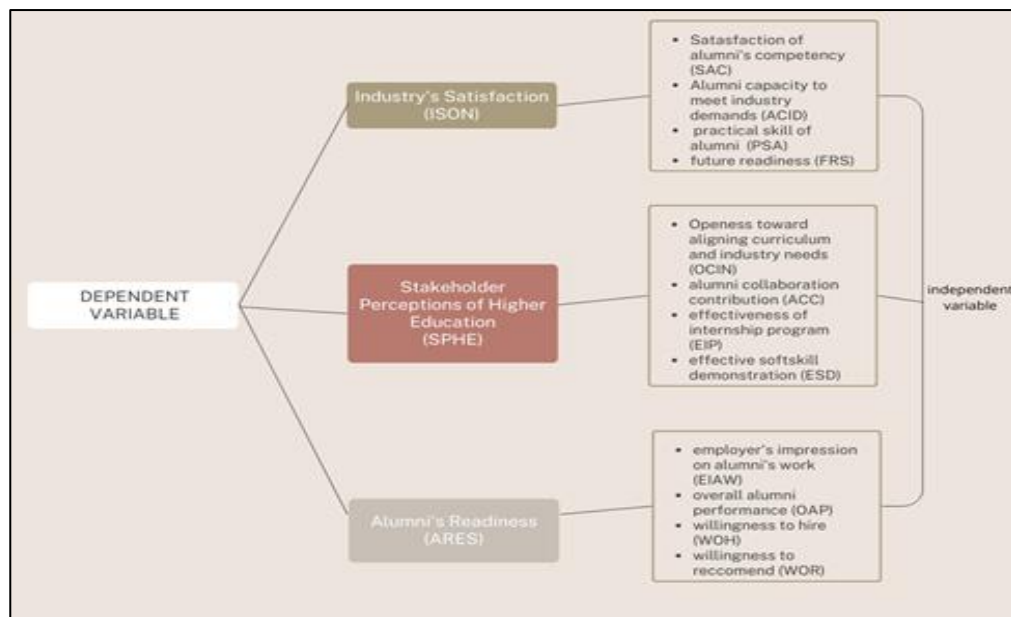 DEPENDENT
VARIABLE
Industry's Satisfaction
(ISON)
• Satasfaction of
alumni's competency
(SAC)
• Alumni capacity to
meet industry
demands (ACID)
• practical skill of
alumni (PSA)
• future readiness (FRS)
Stakeholder
Perceptions of Higher
Education
(SPHE)
• Openess toward
aligning curriculum
and industry needs
(OCIN)
• alumni collaboration
contribution (ACC)
• effectiveness of
internship program
(EIP)
• effective softskill
demonstration (ESD)
Alumni's Readiness
(ARES)
• employer's impression
on alumni's work
(EIAW)
• overall alumni
performance (OAP)
• willingness to hire
(WOH)
• willingness to
reccomend (WOR)
independent
variable